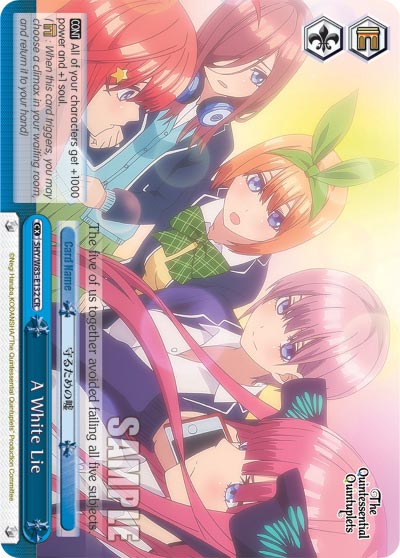 [CONT] All of your characters get +1000
power and +1 soul.
( : When this card triggers, you may
choose a climax in your waiting room,
and return it to your hand.
The five of us together avoided failing all five subjects.
Card Name
守るための嘘
A White Lie
CX
©Negi Haruba,KODANSHA/"The Quintessential Quintuplets" Production Committee.
SAMPLE
The
Quintessential
Quintuplets